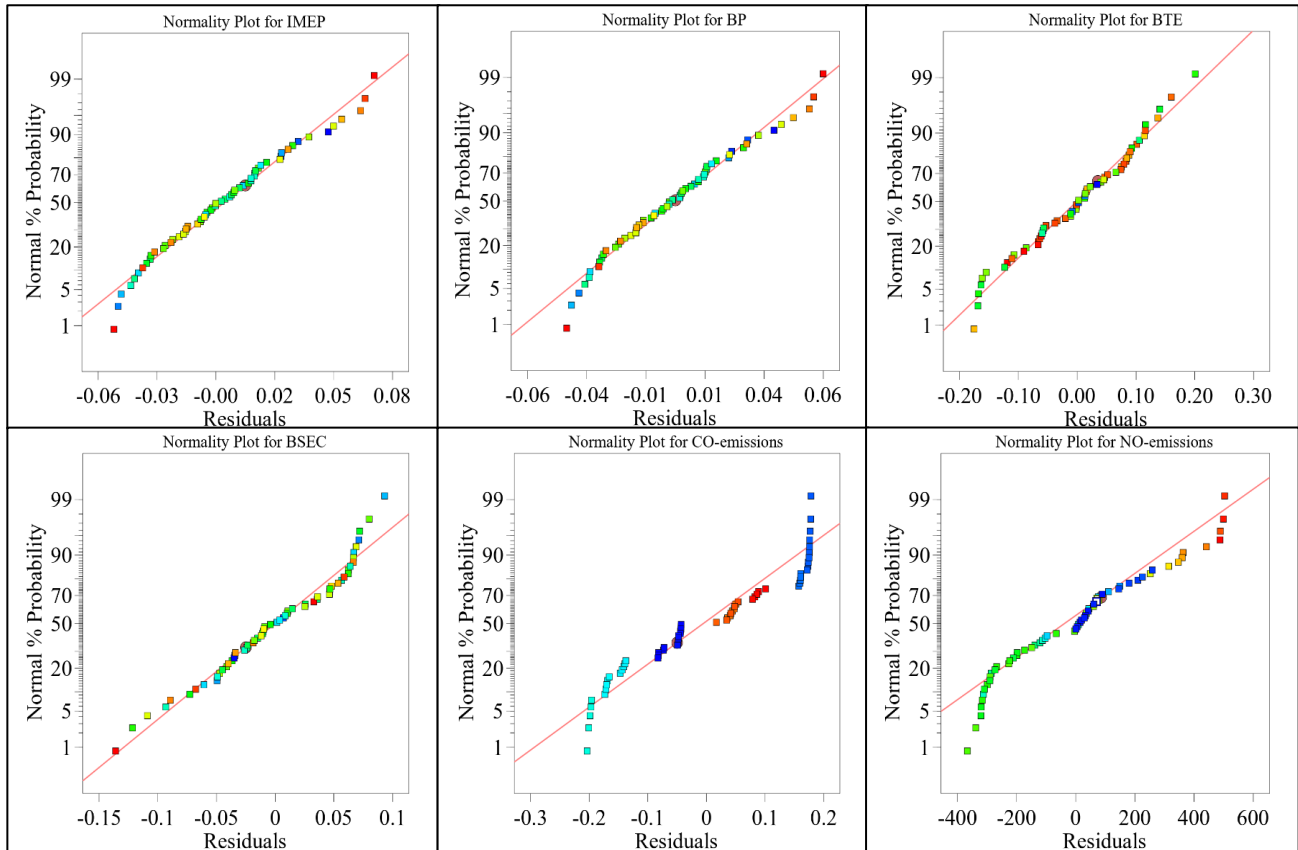 Normality Plot for IMEP
Normal % Probability
99
90
70
50
20
5
1
-0.06 -0.03 -0.00 0.02 0.05 0.08
Residuals
Normality Plot for BP
Normal % Probability
99
90
70
50
20
5
1
-0.06 -0.04 -0.01 0.01 0.04 0.06
Residuals
Normality Plot for BTE
Normal % Probability
99
90
70
50
20
5
1
-0.20 -0.10 0.00 0.10 0.20 0.30
Residuals
Normality Plot for BSEC
Normal % Probability
99
90
70
50
20
5
1
-0.15 -0.1 -0.05 0 0.05 0.1
Residuals
Normality Plot for CO-emissions
Normal % Probability
99
90
70
50
20
5
1
-0.3 -0.2 -0.1 0 0.1 0.2
Residuals
Normality Plot for NO-emissions
Normal % Probability
99
90
70
50
20
5
1
-400 -200 0 200 400 600
Residuals